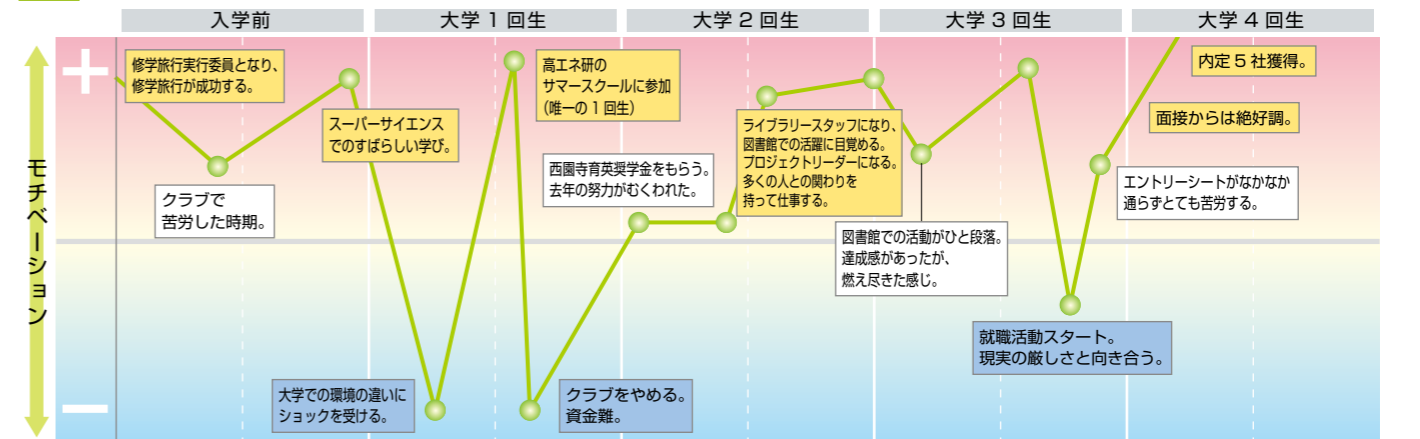 入学前
大学 1 回生
大学 2 回生
大学 3 回生
大学 4 回生
モチベーション
＋
－
修学旅行実行委員となり、
修学旅行が成功する。
クラブで
苦労した時期。
スーパーサイエンス
でのすばらしい学び。
大学での環境の違いに
ショックを受ける。
高エネ研の
サマースクールに参加
（唯一の 1 回生）
クラブをやめる。
資金難。
西園寺育英奨学金をもらう。
去年の努力がむくわれた。
ライブラリースタッフになり、
図書館での活躍に目覚める。
プロジェクトリーダーになる。
多くの人との関わりを
持って仕事する。
図書館での活動がひと段落。
達成感があったが、
燃え尽きた感じ。
就職活動スタート。
現実の厳しさと向き合う。
エントリーシートがなかなか
通らずとても苦労する。
面接からは絶好調。
内定 5 社獲得。